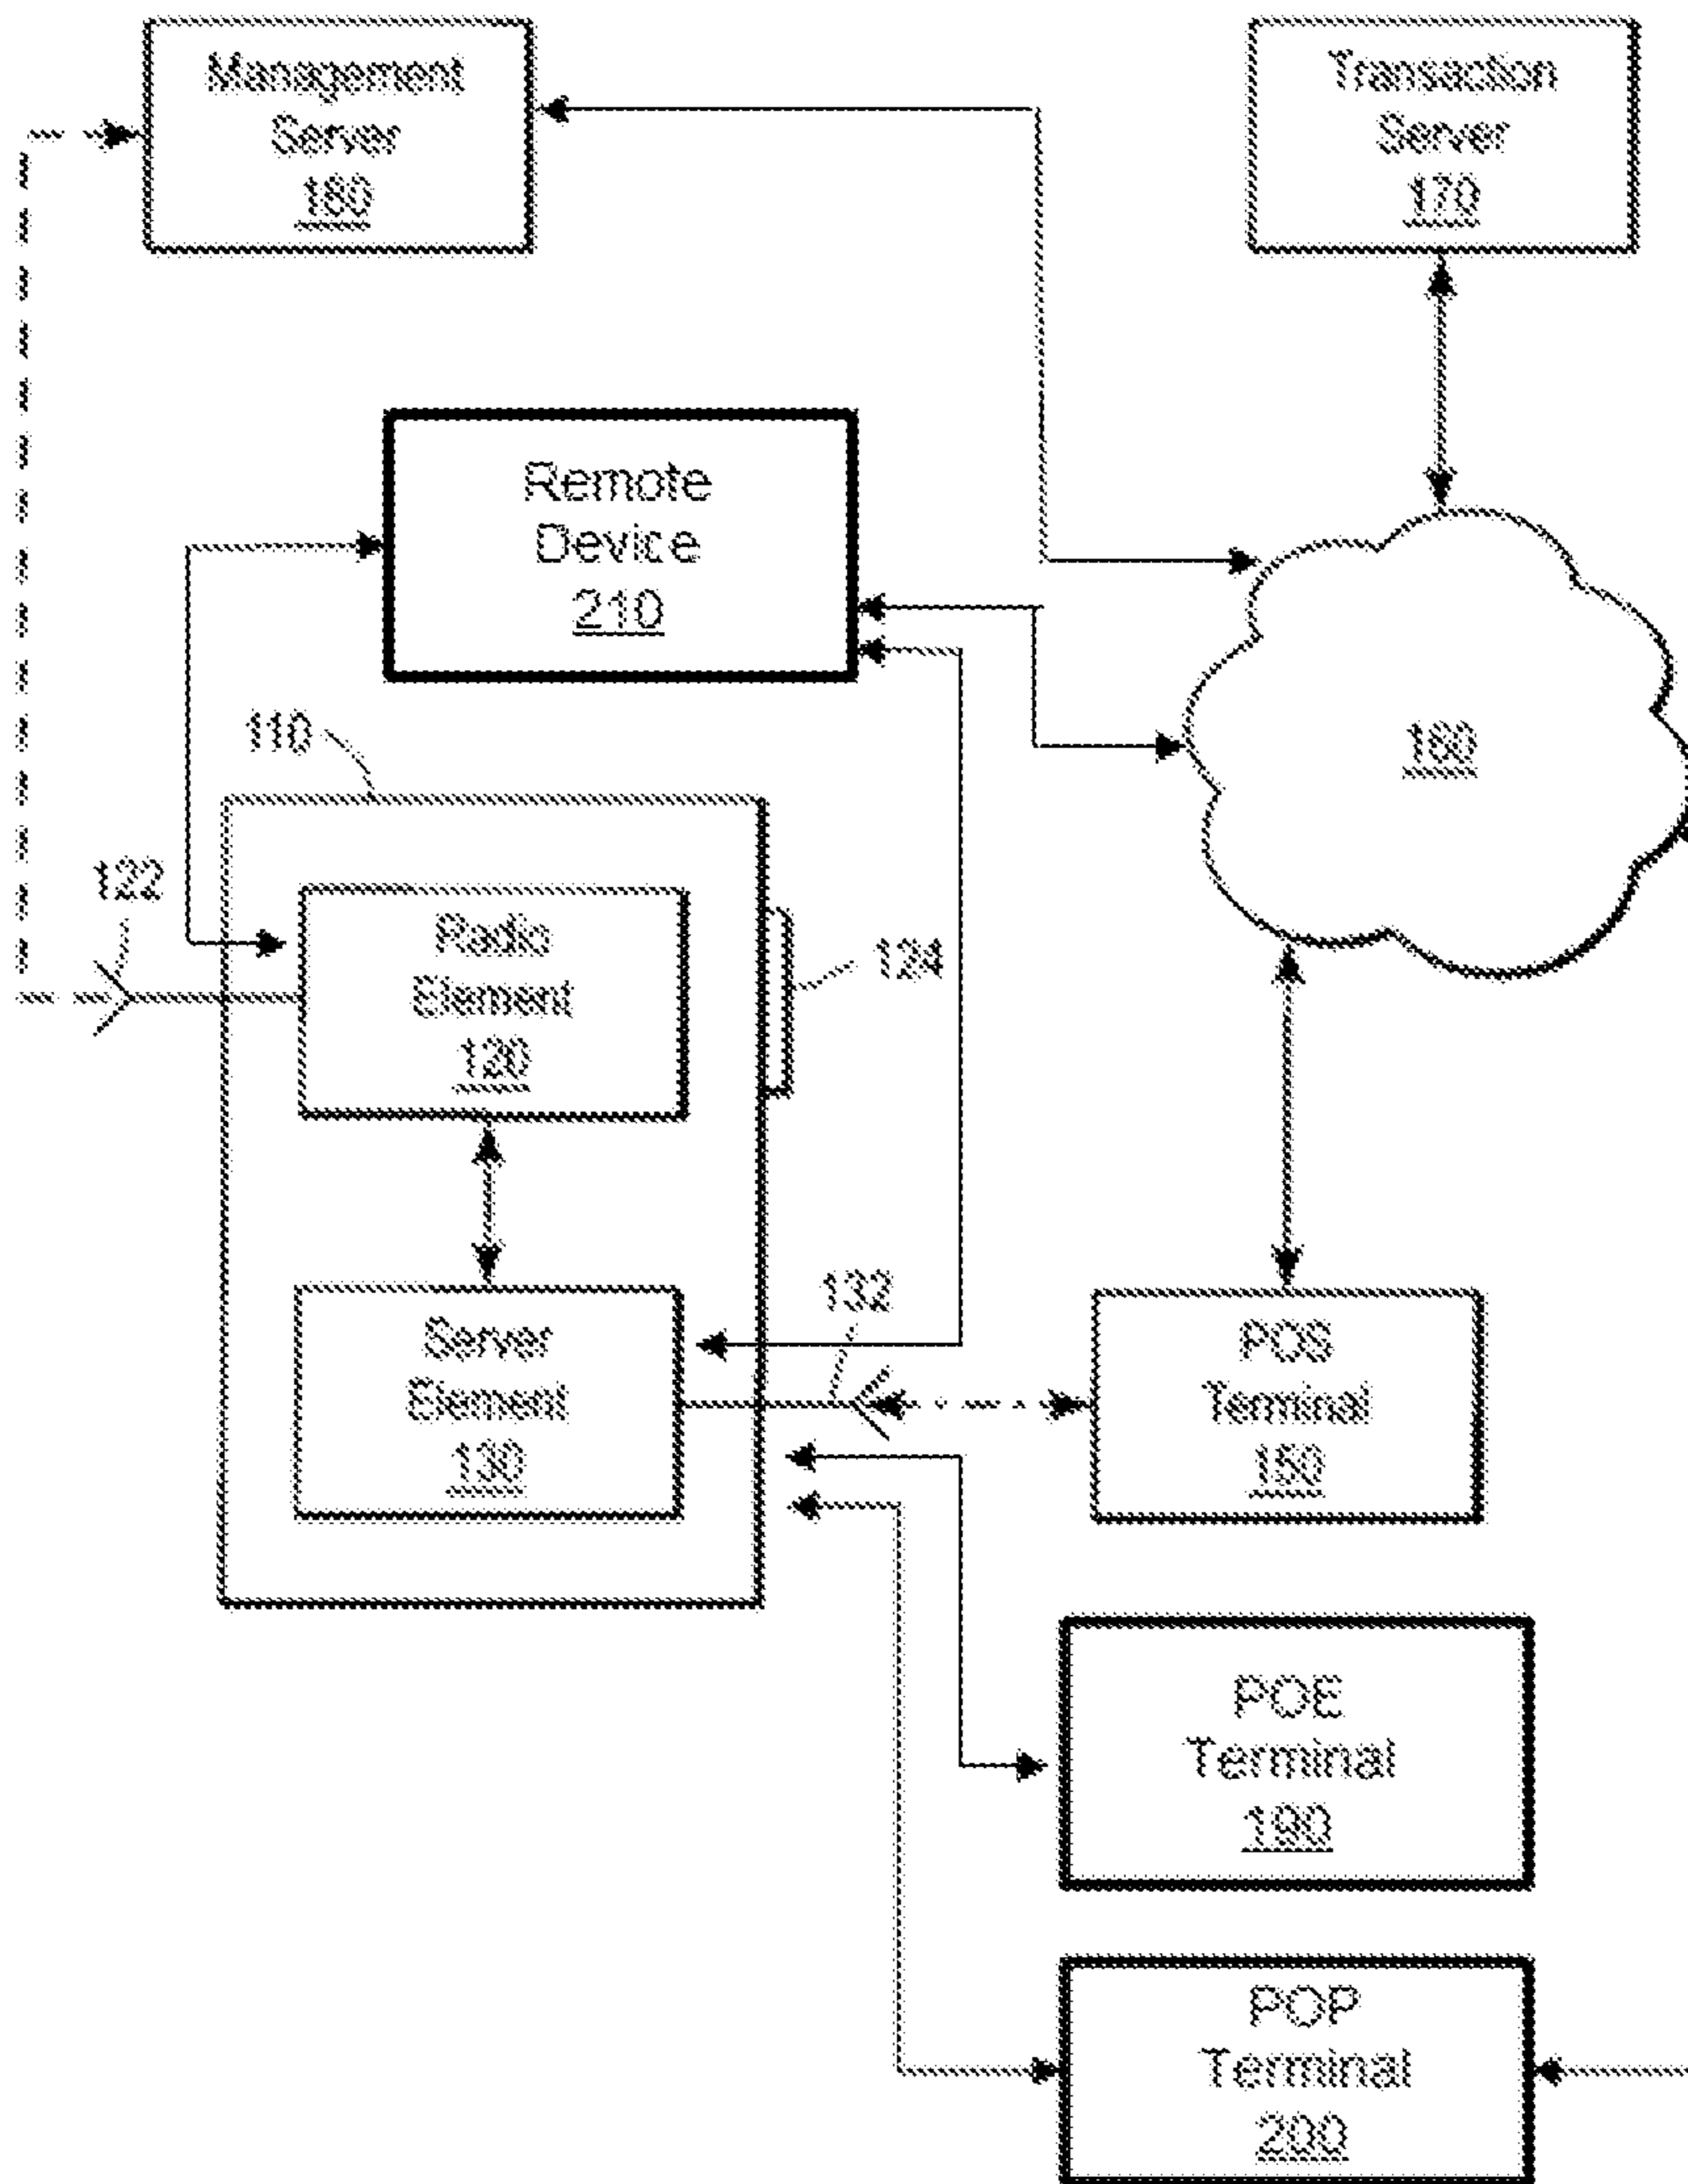 Management
Server
180
Transaction
Server
170
Remote
Device
210
110
160
122
Radio
Element
120
124
132
Server
Element
130
POS
Terminal
150
POE
Terminal
190
POP
Terminal
200